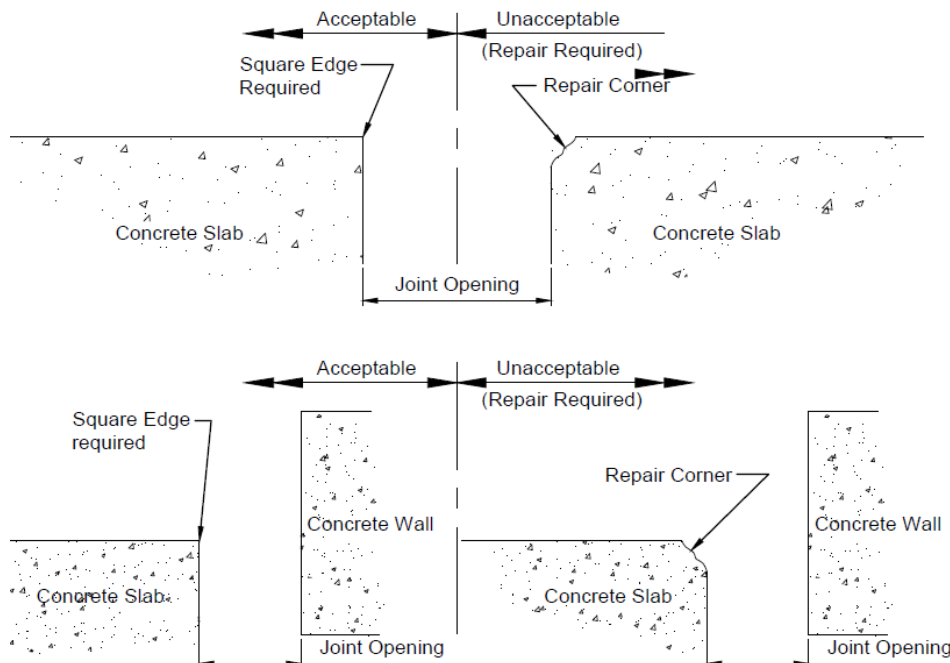 Acceptable
Unacceptable
(Repair Required)
Square Edge
Required
Repair Corner
Concrete Slab
Concrete Slab
Joint Opening
Acceptable
Unacceptable
(Repair Required)
Square Edge
required
Repair Corner
Concrete Wall
Concrete Wall
Concrete Slab
Concrete Slab
Joint Opening
Joint Opening